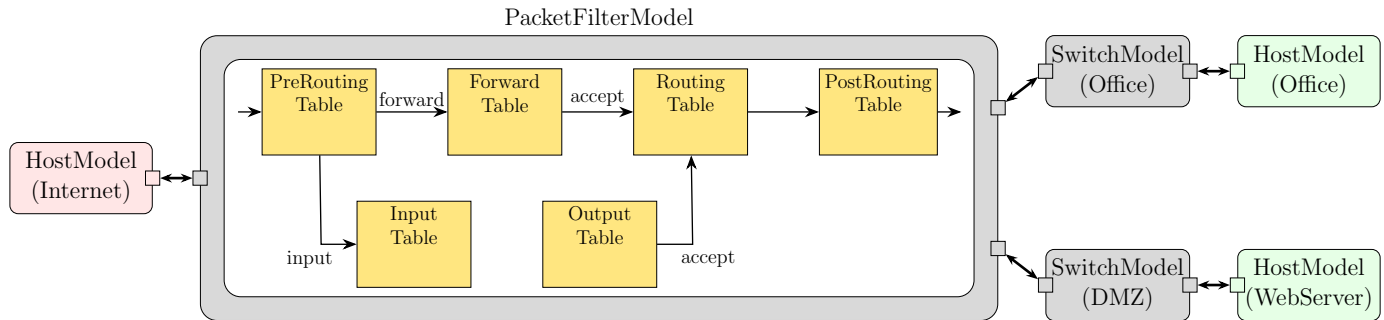 PacketFilterModel
HostModel
(Internet)
PreRouting
Table
forward
Forward
Table
accept
Routing
Table
PostRouting
Table
input
Input
Table
Output
Table
accept
SwitchModel
(Office)
HostModel
(Office)
SwitchModel
(DMZ)
HostModel
(WebServer)